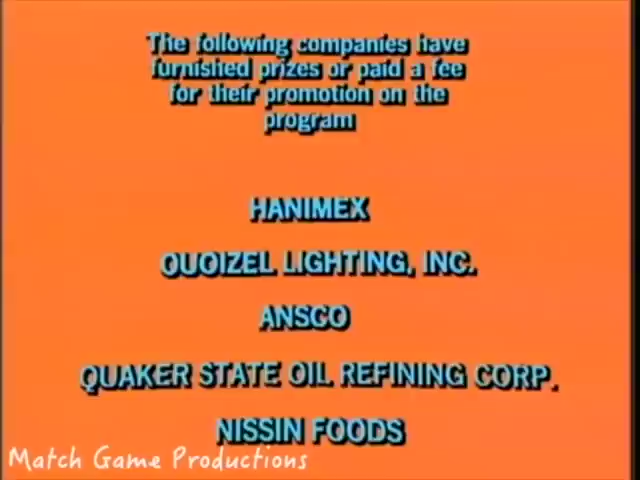 The following companies have
furnished prizes or paid a fee
for their promotion on the
program
HANIMEX
QUOIZEL LIGHTING, INC.
ANSCO
QUAKER STATE OIL REFINING CORP.
NISSIN FOODS
Match Game Productions